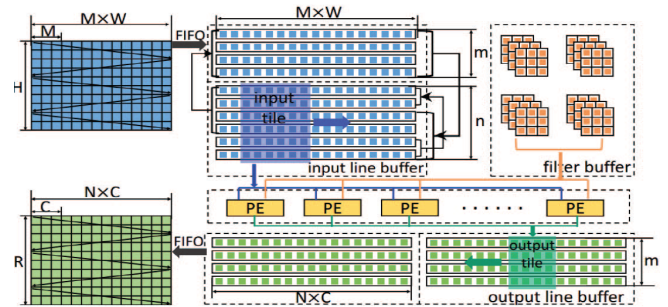 M×W
M
H
FIFO
M×W
m
n
input
tile
input line buffer
filter buffer
PE
PE
PE
· · · · · ·
PE
N×C
C
R
FIFO
N×C
output
tile
m
output line buffer